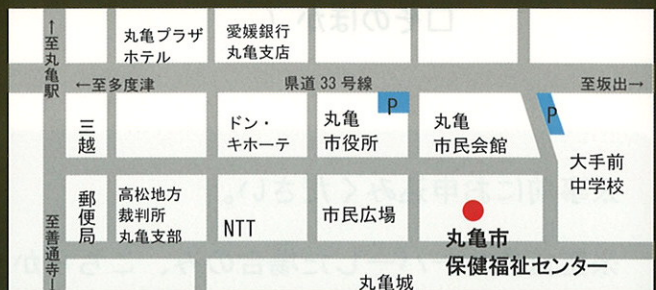 ↑至丸亀駅
丸亀プラザ
ホテル
愛媛銀行
丸亀支店
←至多度津
県道33号線
至坂出→
三越
ドン・
キホーテ
P
丸亀
市役所
丸亀
市民会館
P
大手前
中学校
郵便局
高松地方
裁判所
丸亀支部
NTT
市民広場
丸亀市
保健福祉センター
至善通寺↓
丸亀城